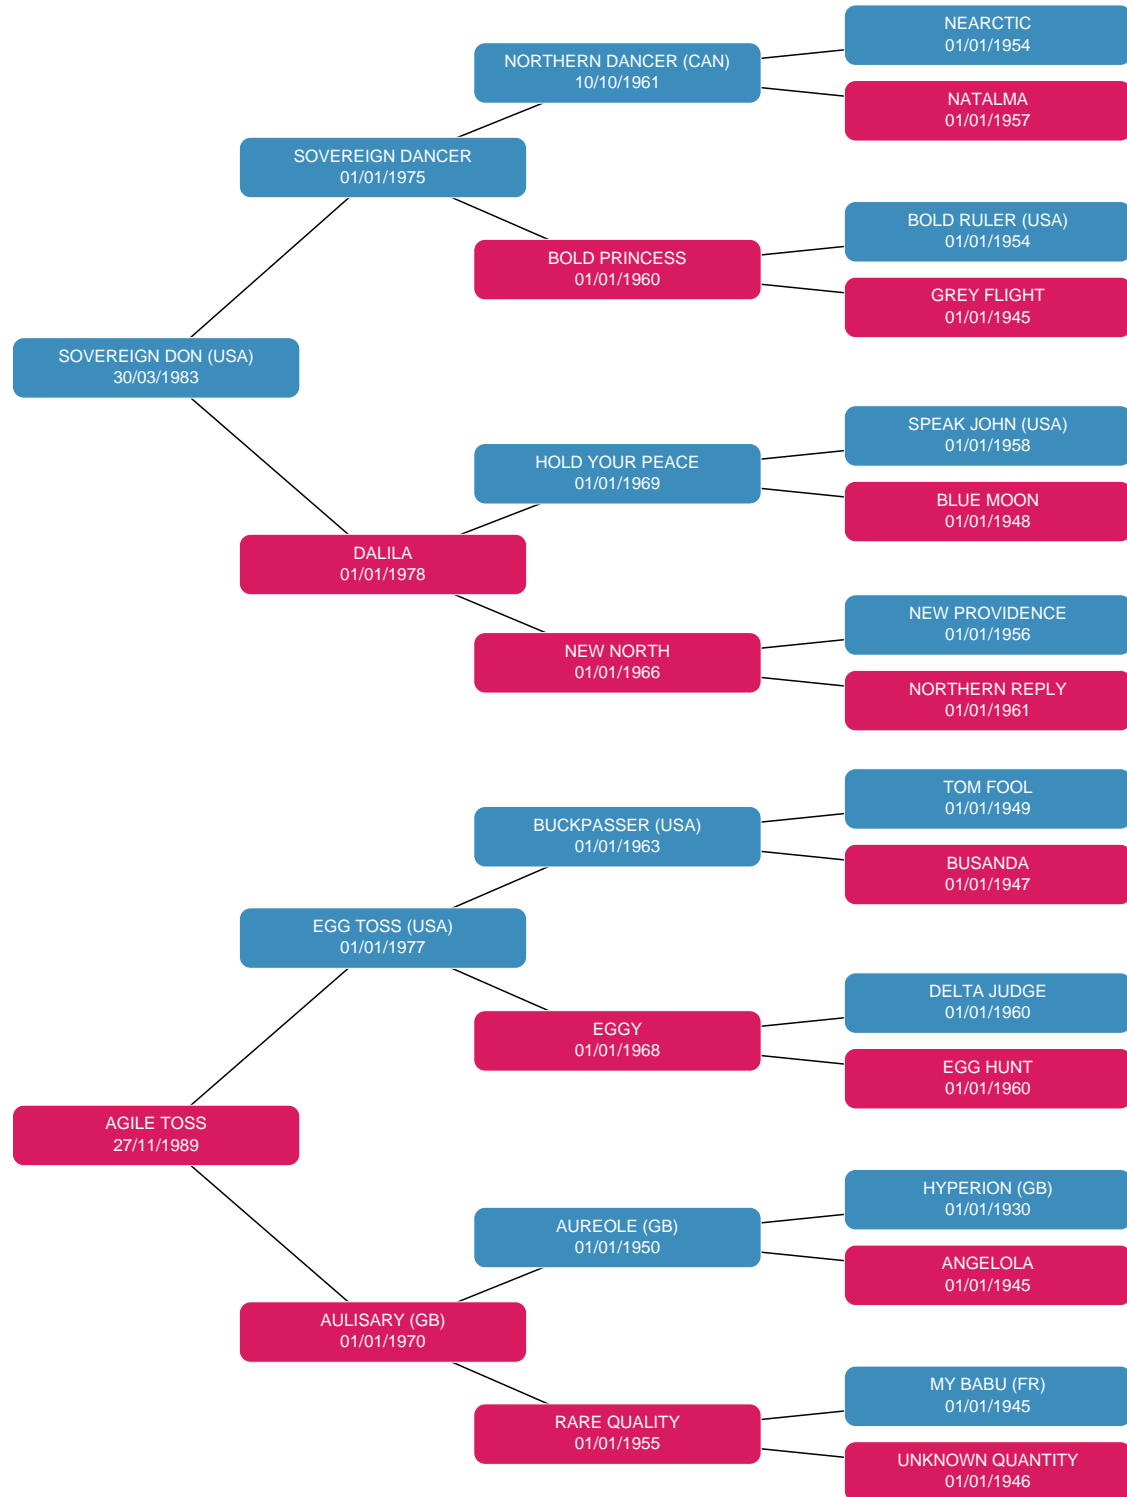 NEARCTIC
01/01/1954
NORTHERN DANCER (CAN)
10/10/1961
NATALMA
01/01/1957
SOVEREIGN DANCER
01/01/1975
BOLD RULER (USA)
01/01/1954
BOLD PRINCESS
01/01/1960
GREY FLIGHT
01/01/1945
SOVEREIGN DON (USA)
30/03/1983
SPEAK JOHN (USA)
01/01/1958
HOLD YOUR PEACE
01/01/1969
BLUE MOON
01/01/1948
DALILA
01/01/1978
NEW PROVIDENCE
01/01/1956
NEW NORTH
01/01/1966
NORTHERN REPLY
01/01/1961
TOM FOOL
01/01/1949
BUCKPASSER (USA)
01/01/1963
BUSANDA
01/01/1947
EGG TOSS (USA)
01/01/1977
DELTA JUDGE
01/01/1960
EGGY
01/01/1968
EGG HUNT
01/01/1960
AGILE TOSS
27/11/1989
HYPERION (GB)
01/01/1930
AUREOLE (GB)
01/01/1950
ANGELOLA
01/01/1945
AULISARY (GB)
01/01/1970
MY BABU (FR)
01/01/1945
RARE QUALITY
01/01/1955
UNKNOWN QUANTITY
01/01/1946